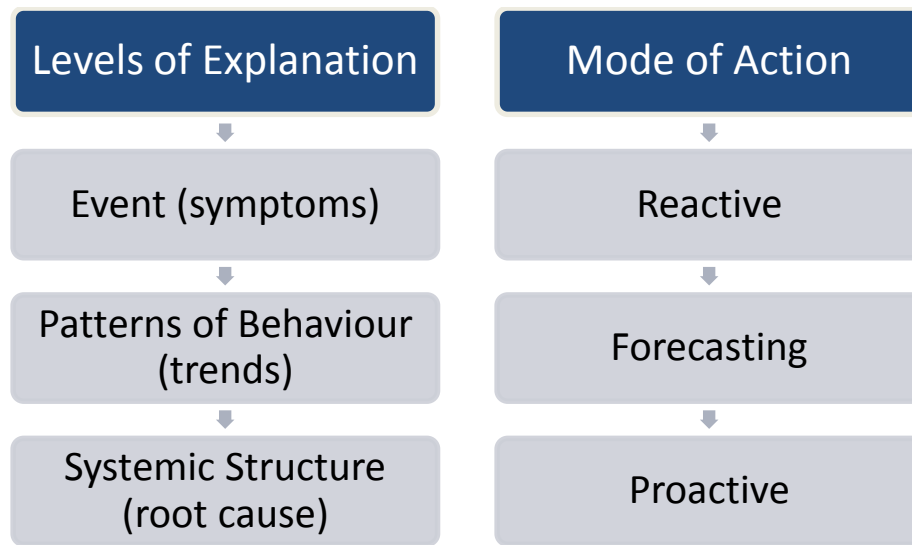 Levels of Explanation
Event (symptoms)
Patterns of Behaviour
(trends)
Systemic Structure
(root cause)
Mode of Action
Reactive
Forecasting
Proactive